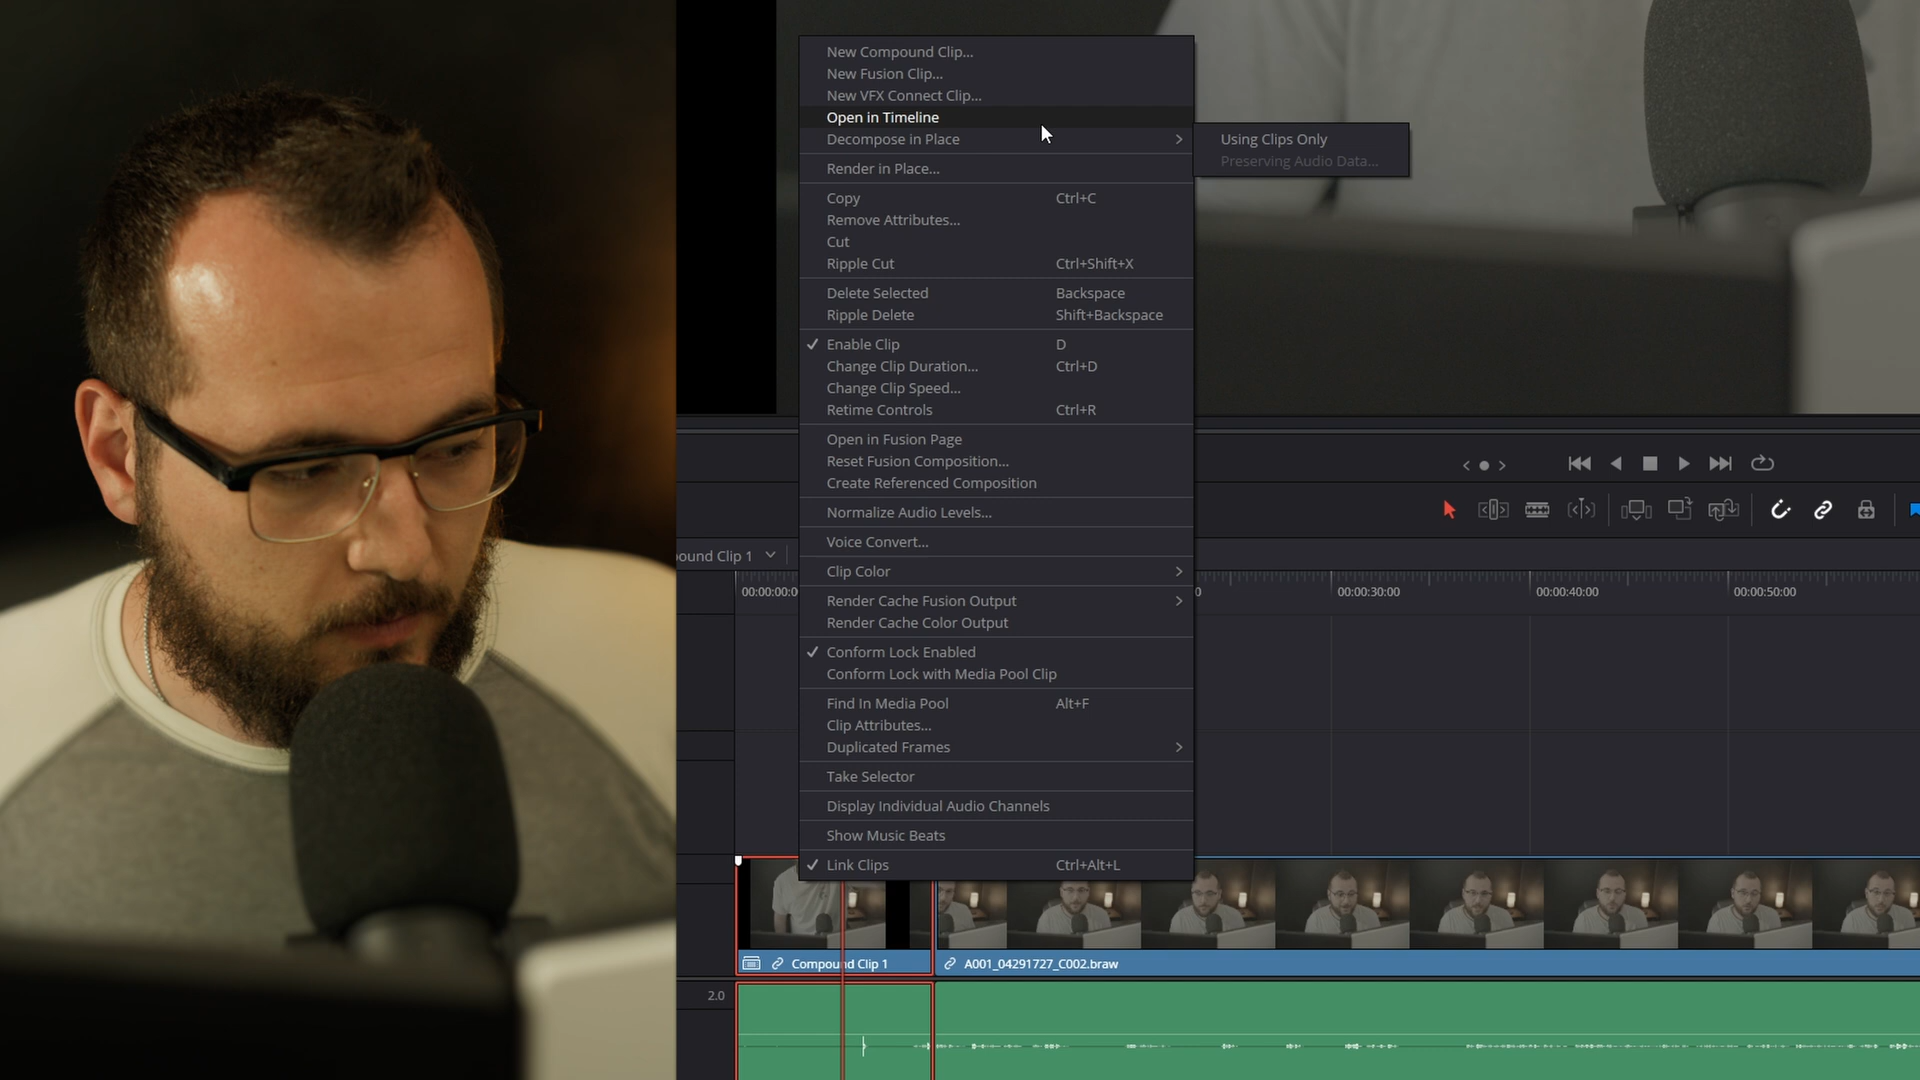 New Compound Clip...
New Fusion Clip...
New VFX Connect Clip...
Open in Timeline
Decompose in Place
Using Clips Only
Preserving Audio Data...
Render in Place...
Copy Ctrl+C
Remove Attributes...
Cut
Ripple Cut Ctrl+Shift+X
Delete Selected Backspace
Ripple Delete Shift+Backspace
Enable Clip D
Change Clip Duration... Ctrl+D
Change Clip Speed...
Retime Controls Ctrl+R
Open in Fusion Page
Reset Fusion Composition...
Create Referenced Composition
Normalize Audio Levels...
Voice Convert...
Clip Color
Render Cache Fusion Output
Render Cache Color Output
Conform Lock Enabled
Conform Lock with Media Pool Clip
Find In Media Pool Alt+F
Clip Attributes...
Duplicated Frames
Take Selector
Display Individual Audio Channels
Show Music Beats
Link Clips Ctrl+Alt+L
ound Clip 1
00:00:00:0 0 00:00:30:00 00:00:40:00 00:00:50:00
Compound Clip 1 A001_04291727_C002.braw
2.0